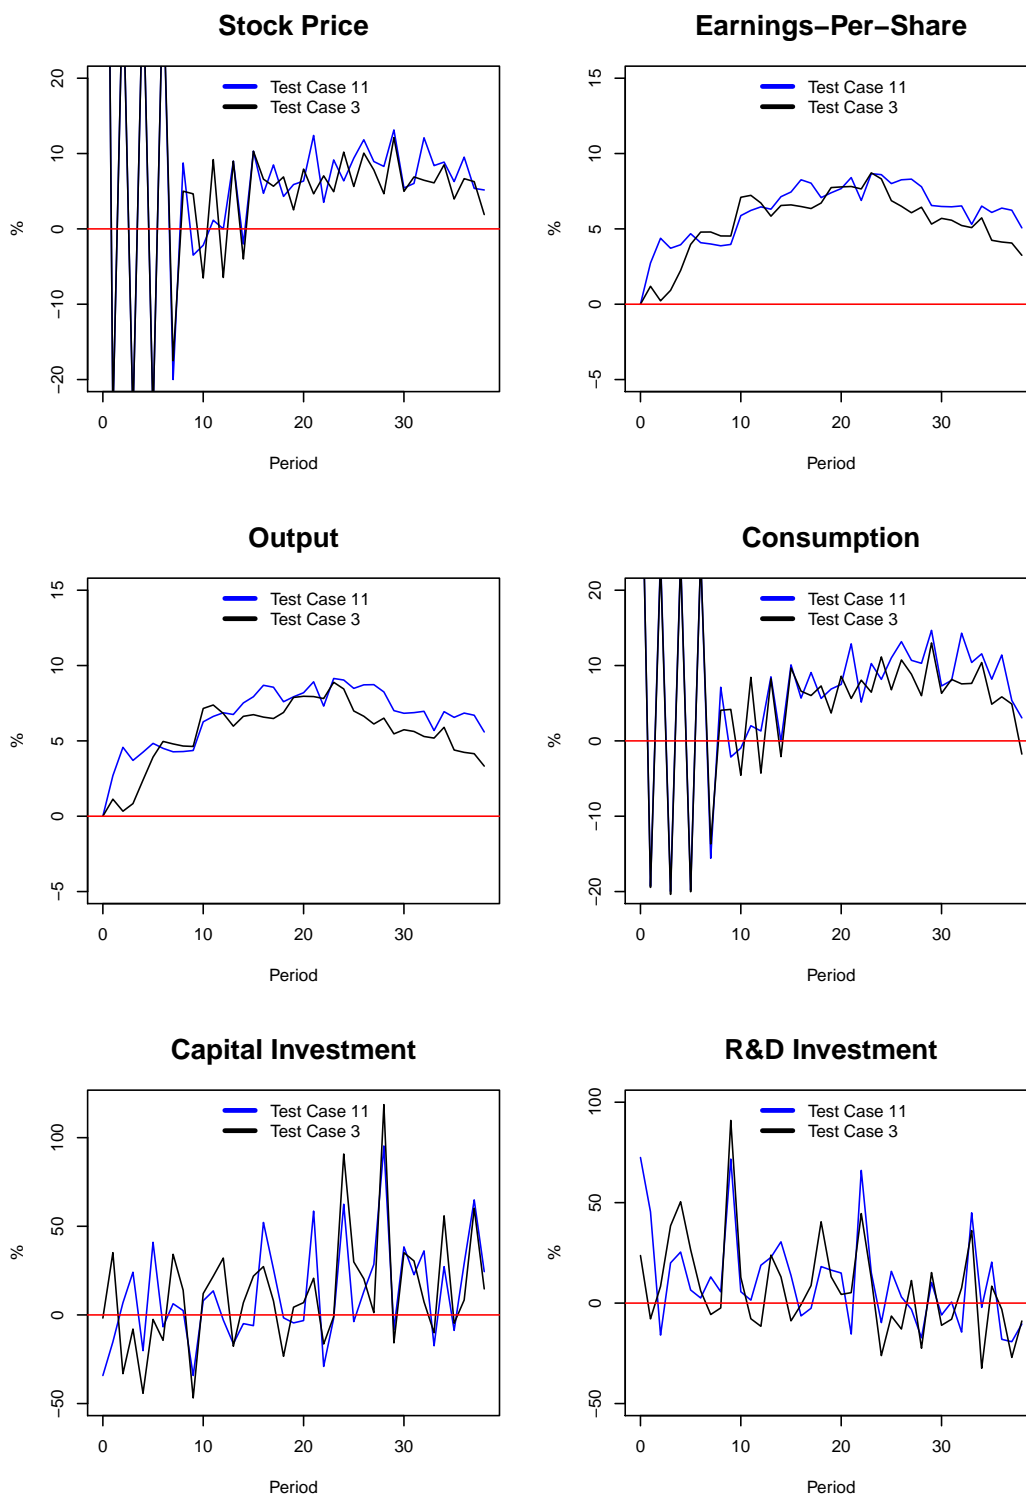 Stock Price
Test Case 11
Test Case 3
%
20
10
0
−10
−20
0 10 20 30
Period
Earnings−Per−Share
Test Case 11
Test Case 3
%
15
10
5
0
−5
0 10 20 30
Period
Output
Test Case 11
Test Case 3
%
15
10
5
0
−5
0 10 20 30
Period
Consumption
Test Case 11
Test Case 3
%
20
10
0
−10
−20
0 10 20 30
Period
Capital Investment
Test Case 11
Test Case 3
%
100
50
0
−50
0 10 20 30
Period
R&D Investment
Test Case 11
Test Case 3
%
100
50
0
−50
0 10 20 30
Period